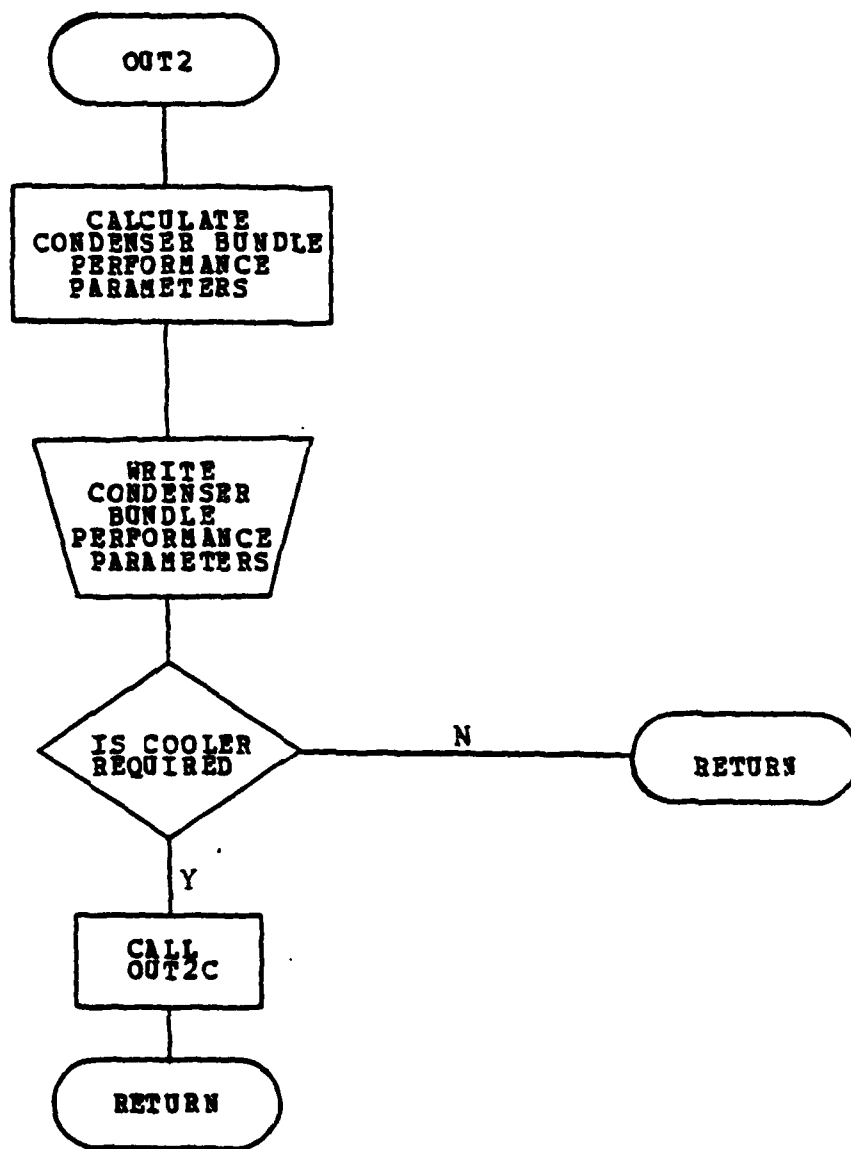 OUT2
CALCULATE
CONDENSER BUNDLE
PERFORMANCE
PARAMETERS
WRITE
CONDENSER
BUNDLE
PERFORMANCE
PARAMETERS
IS COOLER
REQUIRED
N
RETURN
Y
CALL
OUT2C
RETURN